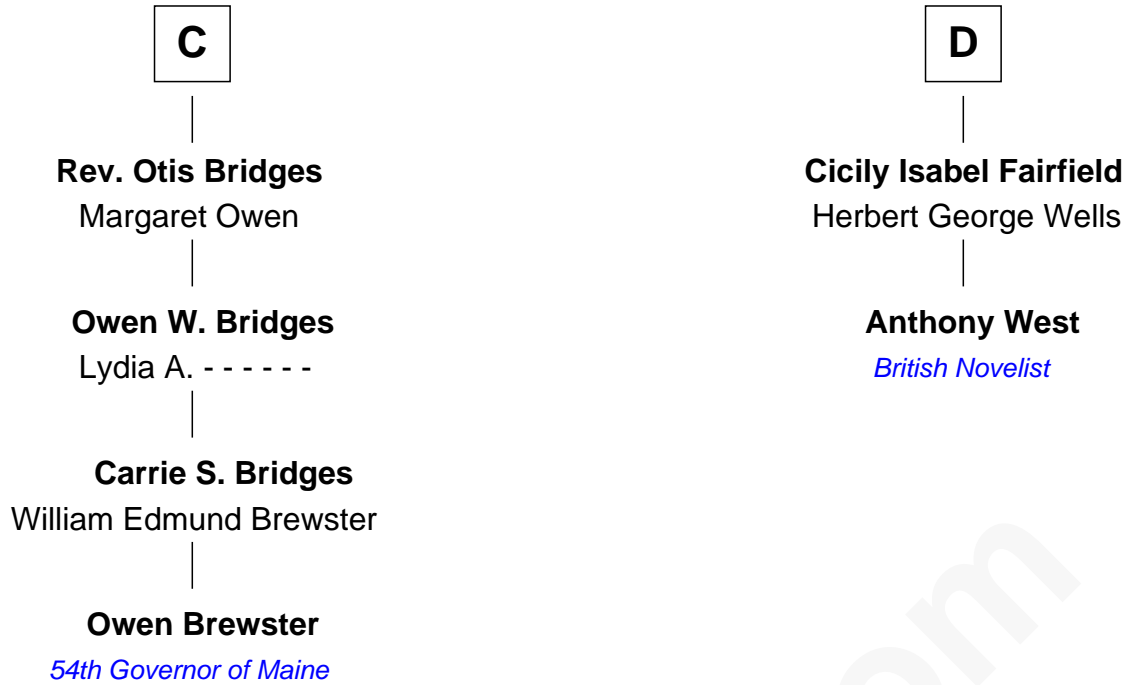 C
Rev. Otis Bridges
Margaret Owen
Owen W. Bridges
Lydia A. - - - - - -
Carrie S. Bridges
William Edmund Brewster
Owen Brewster
54th Governor of Maine
D
Cicily Isabel Fairfield
Herbert George Wells
Anthony West
British Novelist
om